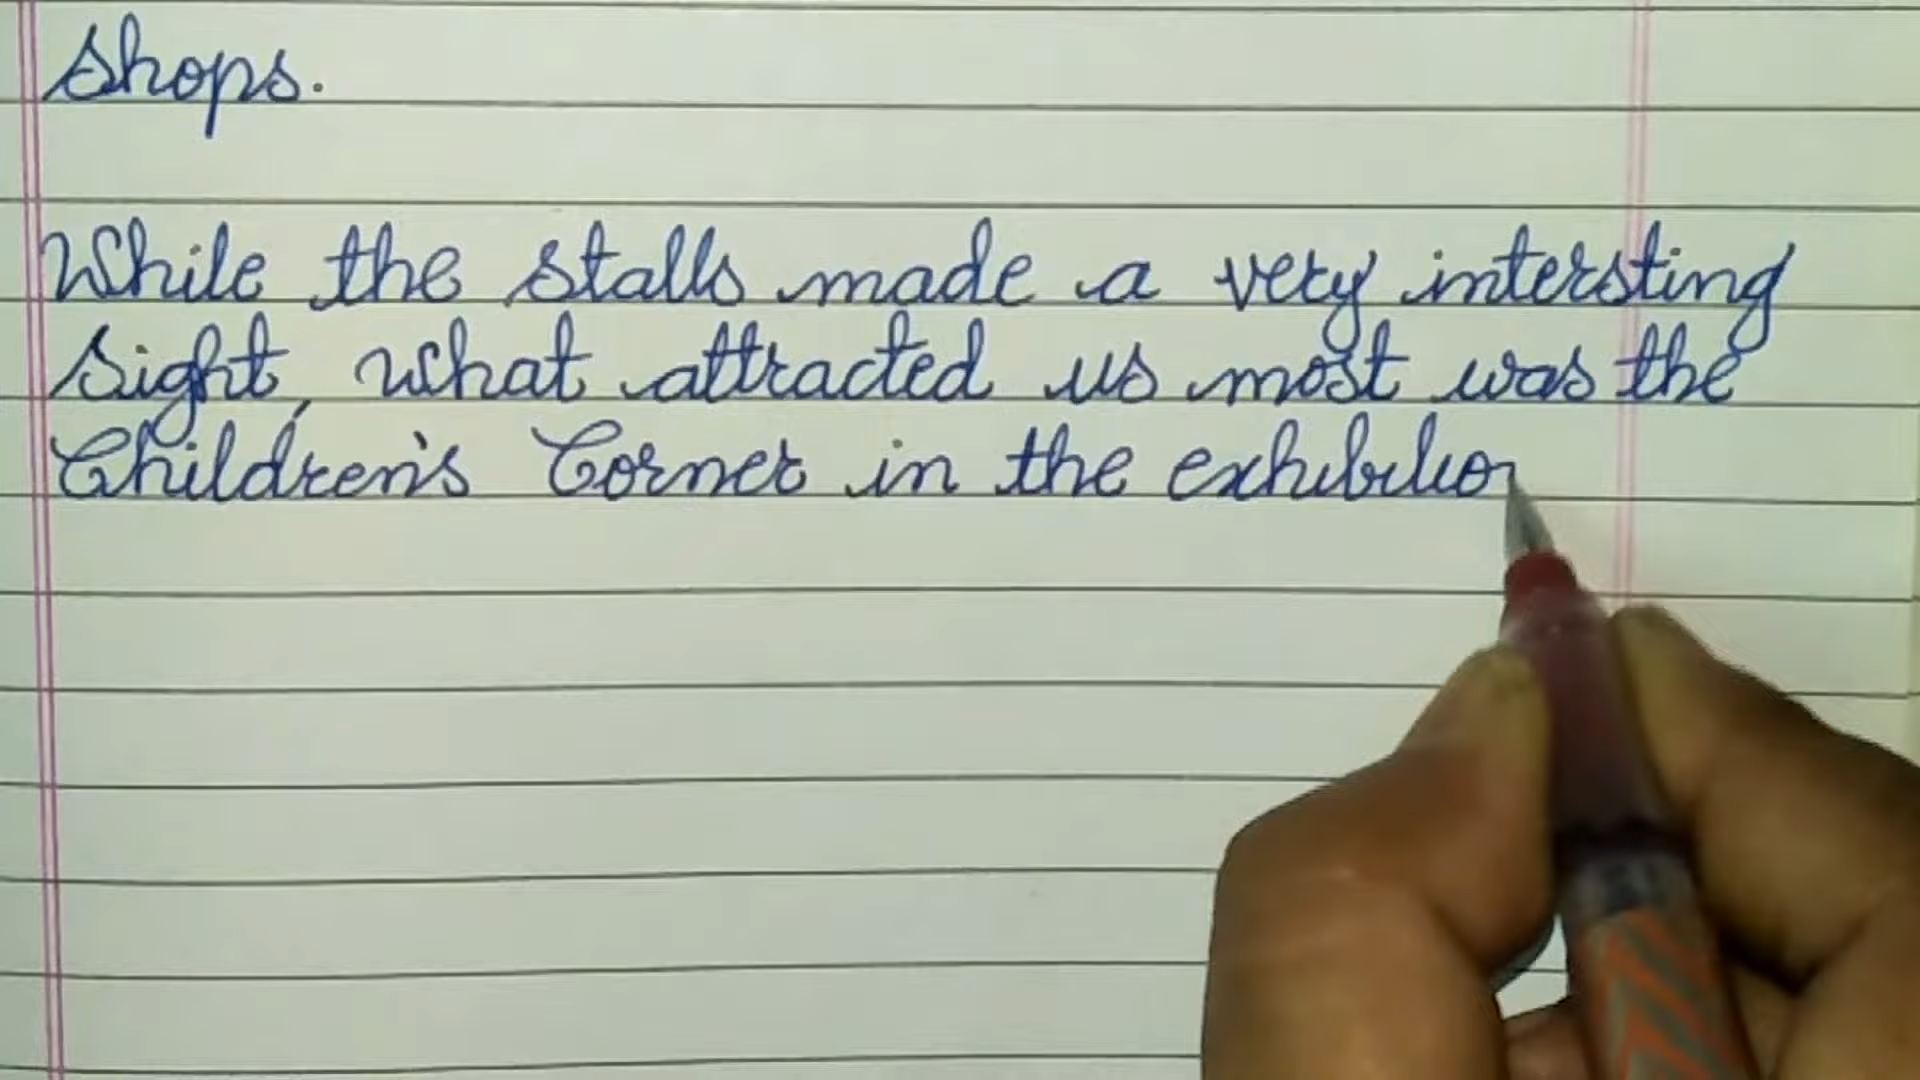 shops.
While the stalls made a very intersting
sight, what attracted us most was the
Children's Corner in the exhibition